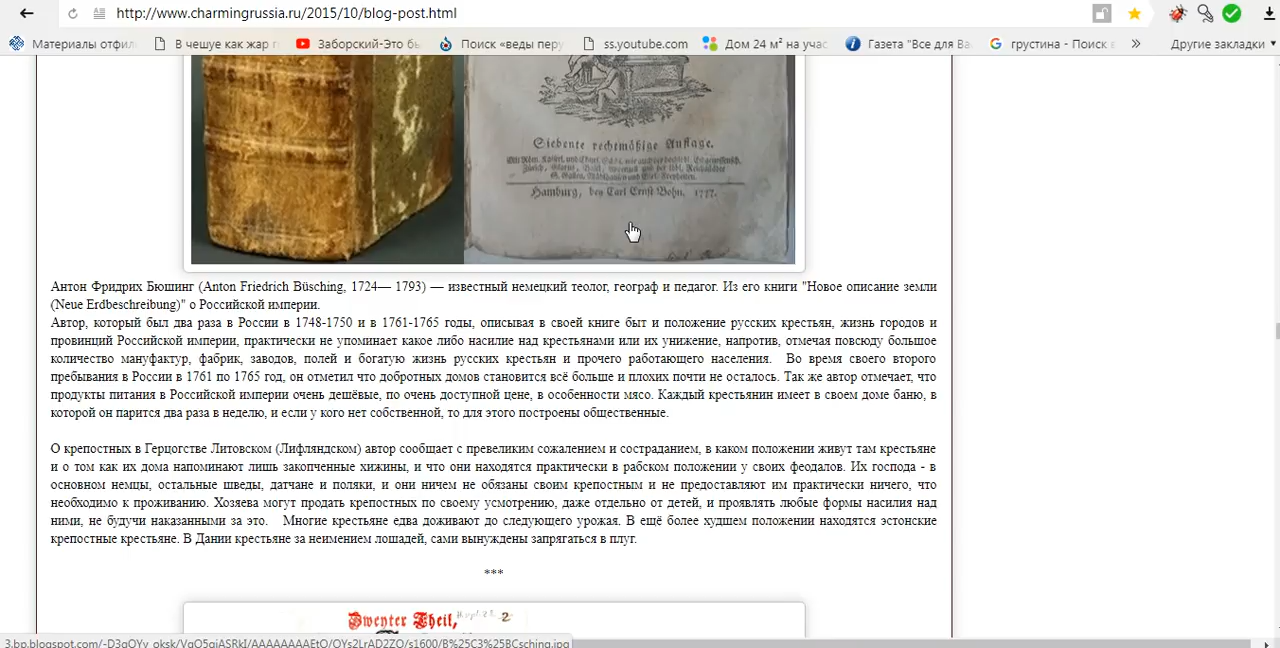 http://www.charmingrussia.ru/2015/10/blog-post.html
Материалы отфил
В чешуе как жар г
Заборский-Это бы
Поиск «веды перу
ss.youtube.com
Дом 24 м² на учас
Газета "Все для Ва
грустина - Поиск в
»
Другие закладки
Siebente rechtmäßige Auflage.
Hamburg, bey Carl Ernst Bohn, 1777.
Антон Фридрих Бюшинг (Anton Friedrich Büsching, 1724— 1793) — известный немецкий теолог, географ и педагог. Из его книги "Новое описание земли
(Neue Erdbeschreibung)" о Российской империи.
Автор, который был два раза в России в 1748-1750 и в 1761-1765 годы, описывая в своей книге быт и положение русских крестьян, жизнь городов и
провинций Российской империи, практически не упоминает какое либо насилие над крестьянами или их унижение, напротив, отмечая повсюду большое
количество мануфактур, фабрик, заводов, полей и богатую жизнь русских крестьян и прочего работающего населения. Во время своего второго
пребывания в России в 1761 по 1765 год, он отметил что добротных домов становится всё больше и плохих почти не осталось. Так же автор отмечает, что
продукты питания в Российской империи очень дешёвые, по очень доступной цене, в особенности мясо. Каждый крестьянин имеет в своем доме баню, в
которой он парится два раза в неделю, и если у кого нет собственной, то для этого построены общественные.
О крепостных в Герцогстве Литовском (Лифляндском) автор сообщает с превеликим сожалением и состраданием, в каком положении живут там крестьяне
и о том как их дома напоминают лишь закопченные хижины, и что они находятся практически в рабском положении у своих феодалов. Их господа - в
основном немцы, остальные шведы, датчане и поляки, и они ничем не обязаны своим крепостным и не предоставляют им практически ничего, что
необходимо к проживанию. Хозяева могут продать крепостных по своему усмотрению, даже отдельно от детей, и проявлять любые формы насилия над
ними, не будучи наказанными за это. Многие крестьяне едва доживают до следующего урожая. В ещё более худшем положении находятся эстонские
крепостные крестьяне. В Дании крестьяне за неимением лошадей, сами вынуждены запрягаться в плуг.
***
Zweyter Theil,
2